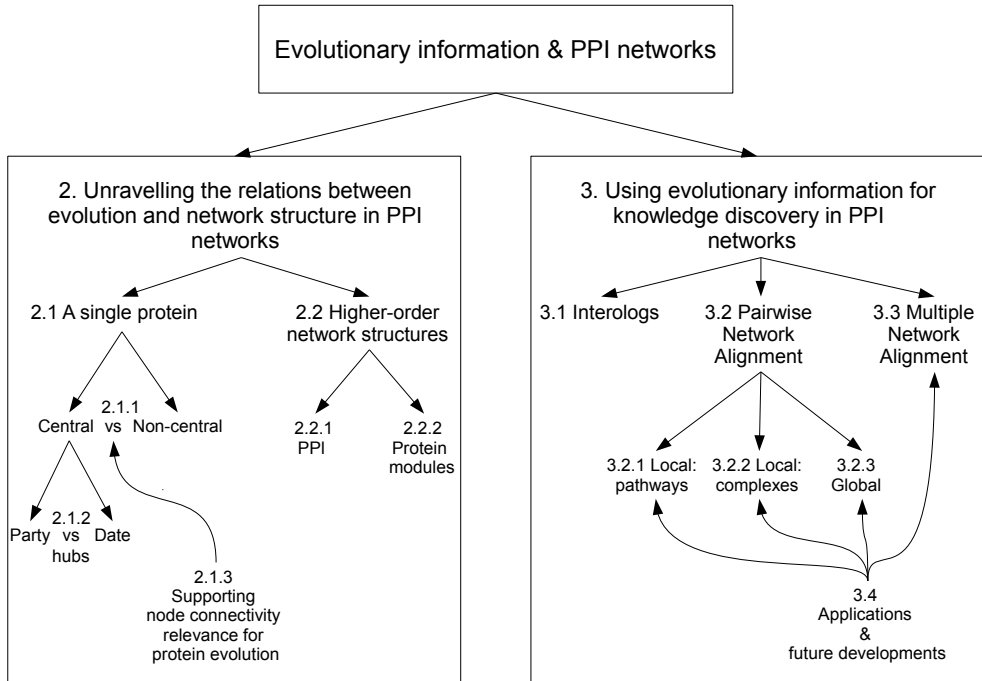 Evolutionary information & PPI networks
2. Unravelling the relations between
evolution and network structure in PPI
networks
2.1 A single protein
2.2 Higher-order
network structures
2.1.1
Central vs Non-central
2.2.1
PPI
2.2.2
Protein
modules
2.1.2
Party vs Date
hubs
2.1.3
Supporting
node connectivity
relevance for
protein evolution
3. Using evolutionary information for
knowledge discovery in PPI
networks
3.1 Interologs
3.2 Pairwise
Network
Alignment
3.3 Multiple
Network
Alignment
3.2.1 Local:
pathways
3.2.2 Local:
complexes
3.2.3
Global
3.4
Applications
&
future developments